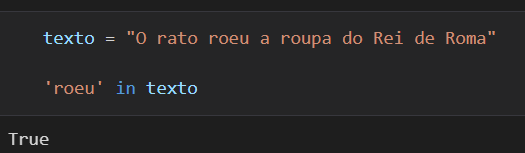 texto = "O rato roeu a roupa do Rei de Roma"
'roeu' in texto
True